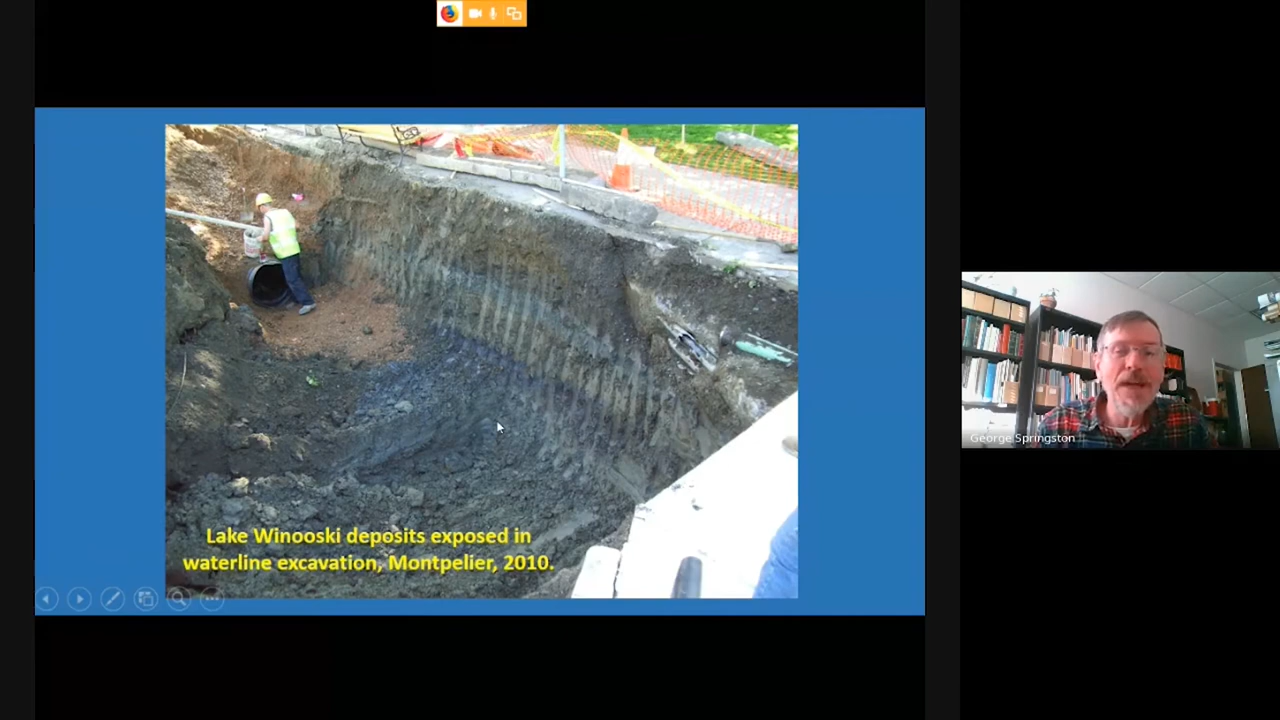 Lake Winooski deposits exposed in
waterline excavation, Montpelier, 2010.
George Springston